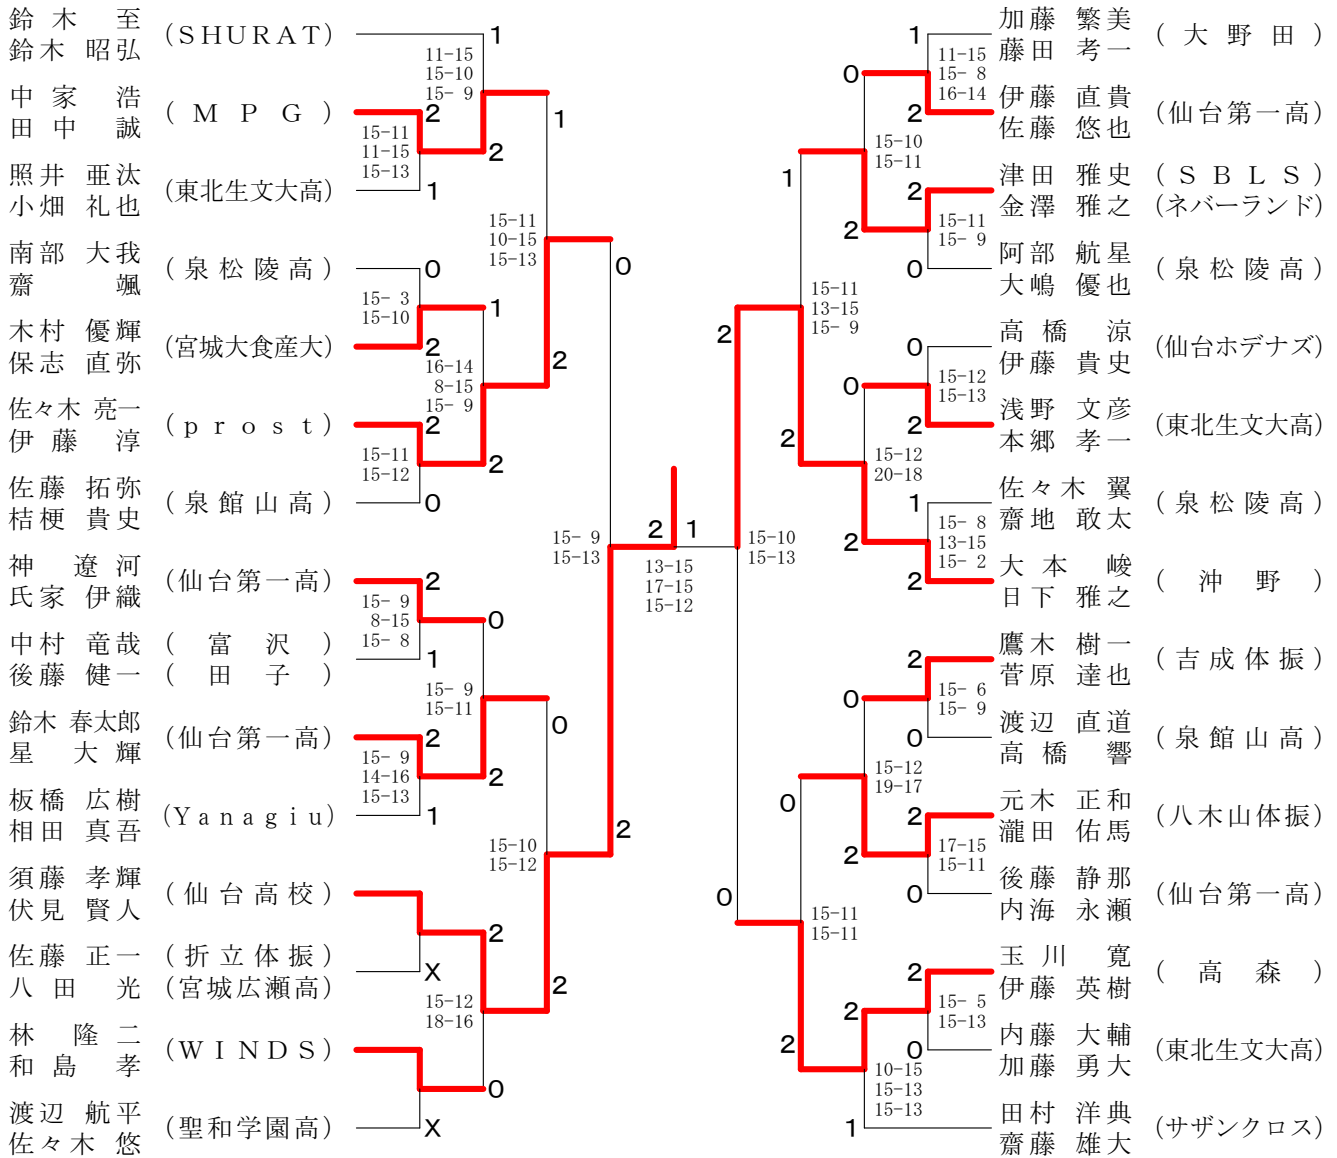 鈴木 至
鈴木 昭弘
(SHURAT)
1
11-15
15-10
15- 9
中家 浩
田中 誠
(MPG)
2
15-11
11-15
15-13
2
1
照井 亜汰
小畑 礼也
(東北生文大高)
1
15-11
10-15
15-13
0
南部 大我
齋 颯
(泉松陵高)
0
15- 3
15-10
1
木村 優輝
保志 直弥
(宮城大食産大)
2
16-14
8-15
15- 9
2
佐々木 亮一
伊藤 淳
(prost)
2
15-11
15-12
2
佐藤 拓弥
桔梗 貴史
(泉館山高)
0
15- 9
15-13
2
1
13-15
17-15
15-12
神 遼河
氏家 伊織
(仙台第一高)
2
15- 9
8-15
15- 8
0
中村 竜哉
後藤 健一
(富沢)
(田子)
1
15- 9
15-11
0
鈴木 春太郎
星 大輝
(仙台第一高)
2
15- 9
14-16
15-13
2
板橋 広樹
相田 真吾
(Yanagiu)
1
15-10
15-12
2
須藤 孝輝
伏見 賢人
(仙台高校)
2
佐藤 正一
八田 光
(折立体振)
(宮城広瀬高)
X
15-12
18-16
2
林 隆二
和島 孝
(WINDS)
0
渡辺 航平
佐々木 悠
(聖和学園高)
X
加藤 繁美
藤田 考一
(大野田)
1
11-15
15- 8
16-14
0
伊藤 直貴
佐藤 悠也
(仙台第一高)
2
15-10
15-11
1
津田 雅史
金澤 雅之
(SBLS)
(ネバーランド)
2
15-11
15- 9
2
阿部 航星
大嶋 優也
(泉松陵高)
0
15-11
13-15
15- 9
2
高橋 涼
伊藤 貴史
(仙台ホデナズ)
0
15-12
15-13
0
浅野 文彦
本郷 孝一
(東北生文大高)
2
15-12
20-18
2
佐々木 翼
齋地 敢太
(泉松陵高)
1
15- 8
13-15
15- 2
2
大本 峻
日下 雅之
(沖野)
2
15-10
15-13
鷹木 樹一
菅原 達也
(吉成体振)
2
15- 6
15- 9
0
渡辺 直道
高橋 響
(泉館山高)
0
15-12
19-17
0
元木 正和
瀧田 佑馬
(八木山体振)
2
17-15
15-11
2
後藤 静那
内海 永瀬
(仙台第一高)
0
15-11
15-11
0
玉川 寛
伊藤 英樹
(高森)
2
15- 5
15-13
2
内藤 大輔
加藤 勇大
(東北生文大高)
0
10-15
15-13
15-13
2
田村 洋典
齋藤 雄大
(サザンクロス)
1